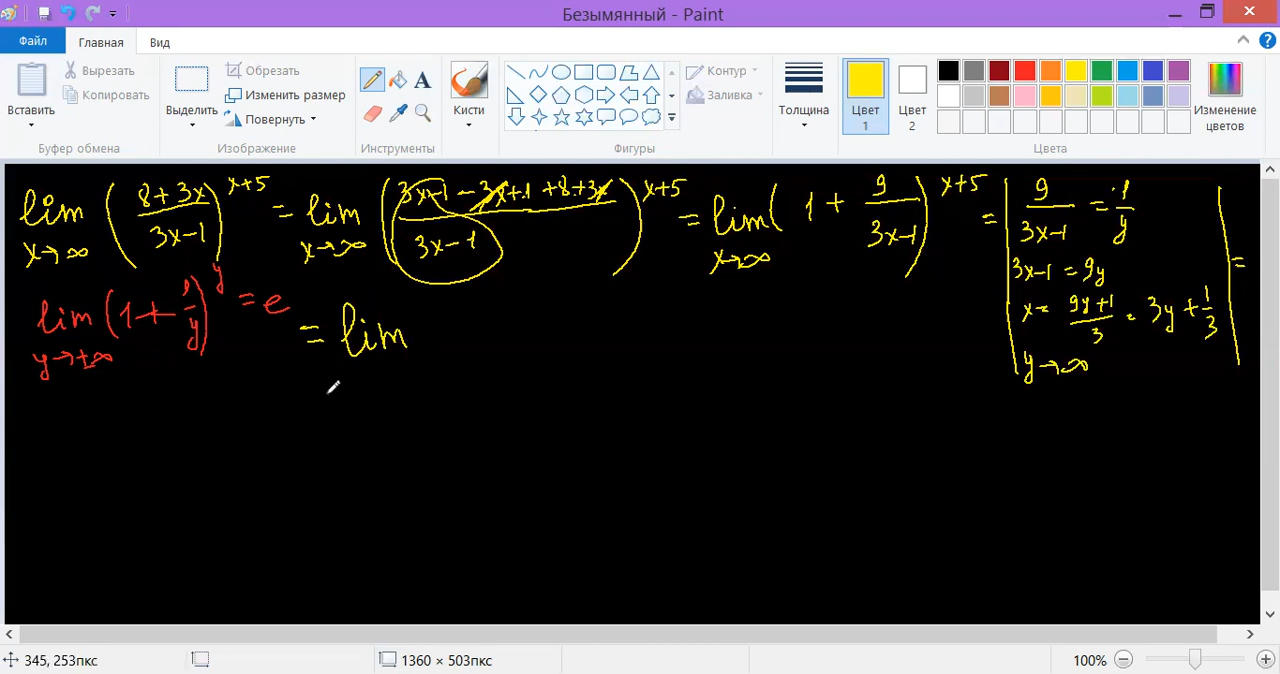 Безымянный - Paint
Файл Главная Вид
Вставить
Вырезать
Копировать
Буфер обмена
Выделить
Обрезать
Изменить размер
Повернуть
Изображение
A
Инструменты
Кисти
Контур
Заливка
Фигуры
Толщина
Цвет 1
Цвет 2
Изменение цветов
Цвета
lim x→∞ ((8+3x)/(3x-1))^(x+5) = lim x→∞ ((3x-1-3x+1+8+3x)/(3x-1))^(x+5) = lim x→∞ (1+9/(3x-1))^(x+5) = | 9/(3x-1) = 1/y
3x-1=9y
x=(9y+1)/3=3y+1/3
y→∞ | =
lim y→±∞ (1+1/y)^y = e
= lim
345, 253пкс
1360 × 503пкс
100%